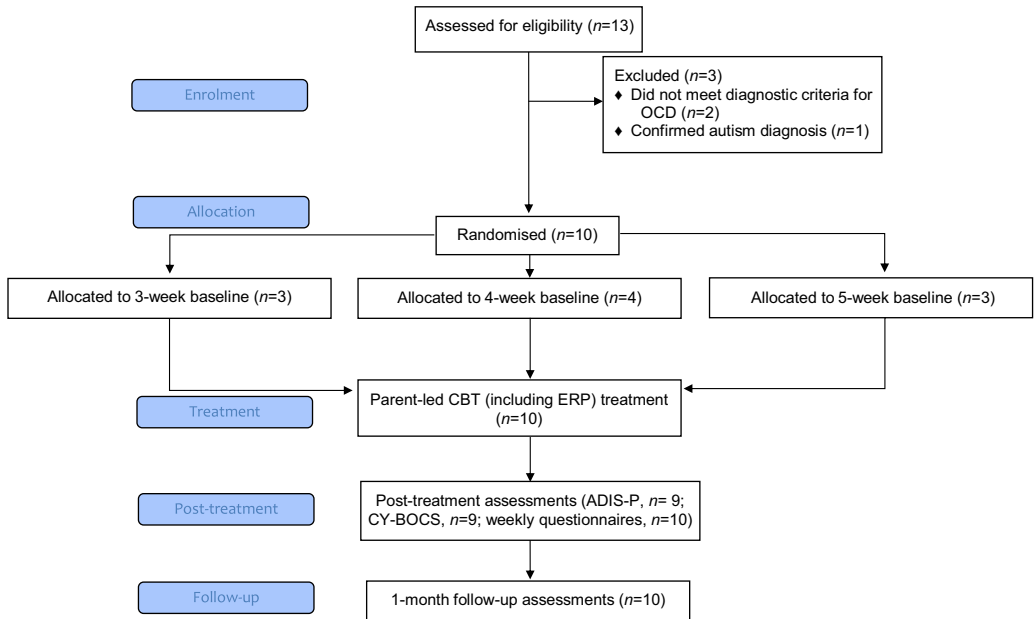 Assessed for eligibility (n=13)
Enrolment
Excluded (n=3)
♦ Did not meet diagnostic criteria for
OCD (n=2)
♦ Confirmed autism diagnosis (n=1)
Allocation
Randomised (n=10)
Allocated to 3-week baseline (n=3)
Allocated to 4-week baseline (n=4)
Allocated to 5-week baseline (n=3)
Treatment
Parent-led CBT (including ERP) treatment
(n=10)
Post-treatment
Post-treatment assessments (ADIS-P, n= 9;
CY-BOCS, n=9; weekly questionnaires, n=10)
Follow-up
1-month follow-up assessments (n=10)